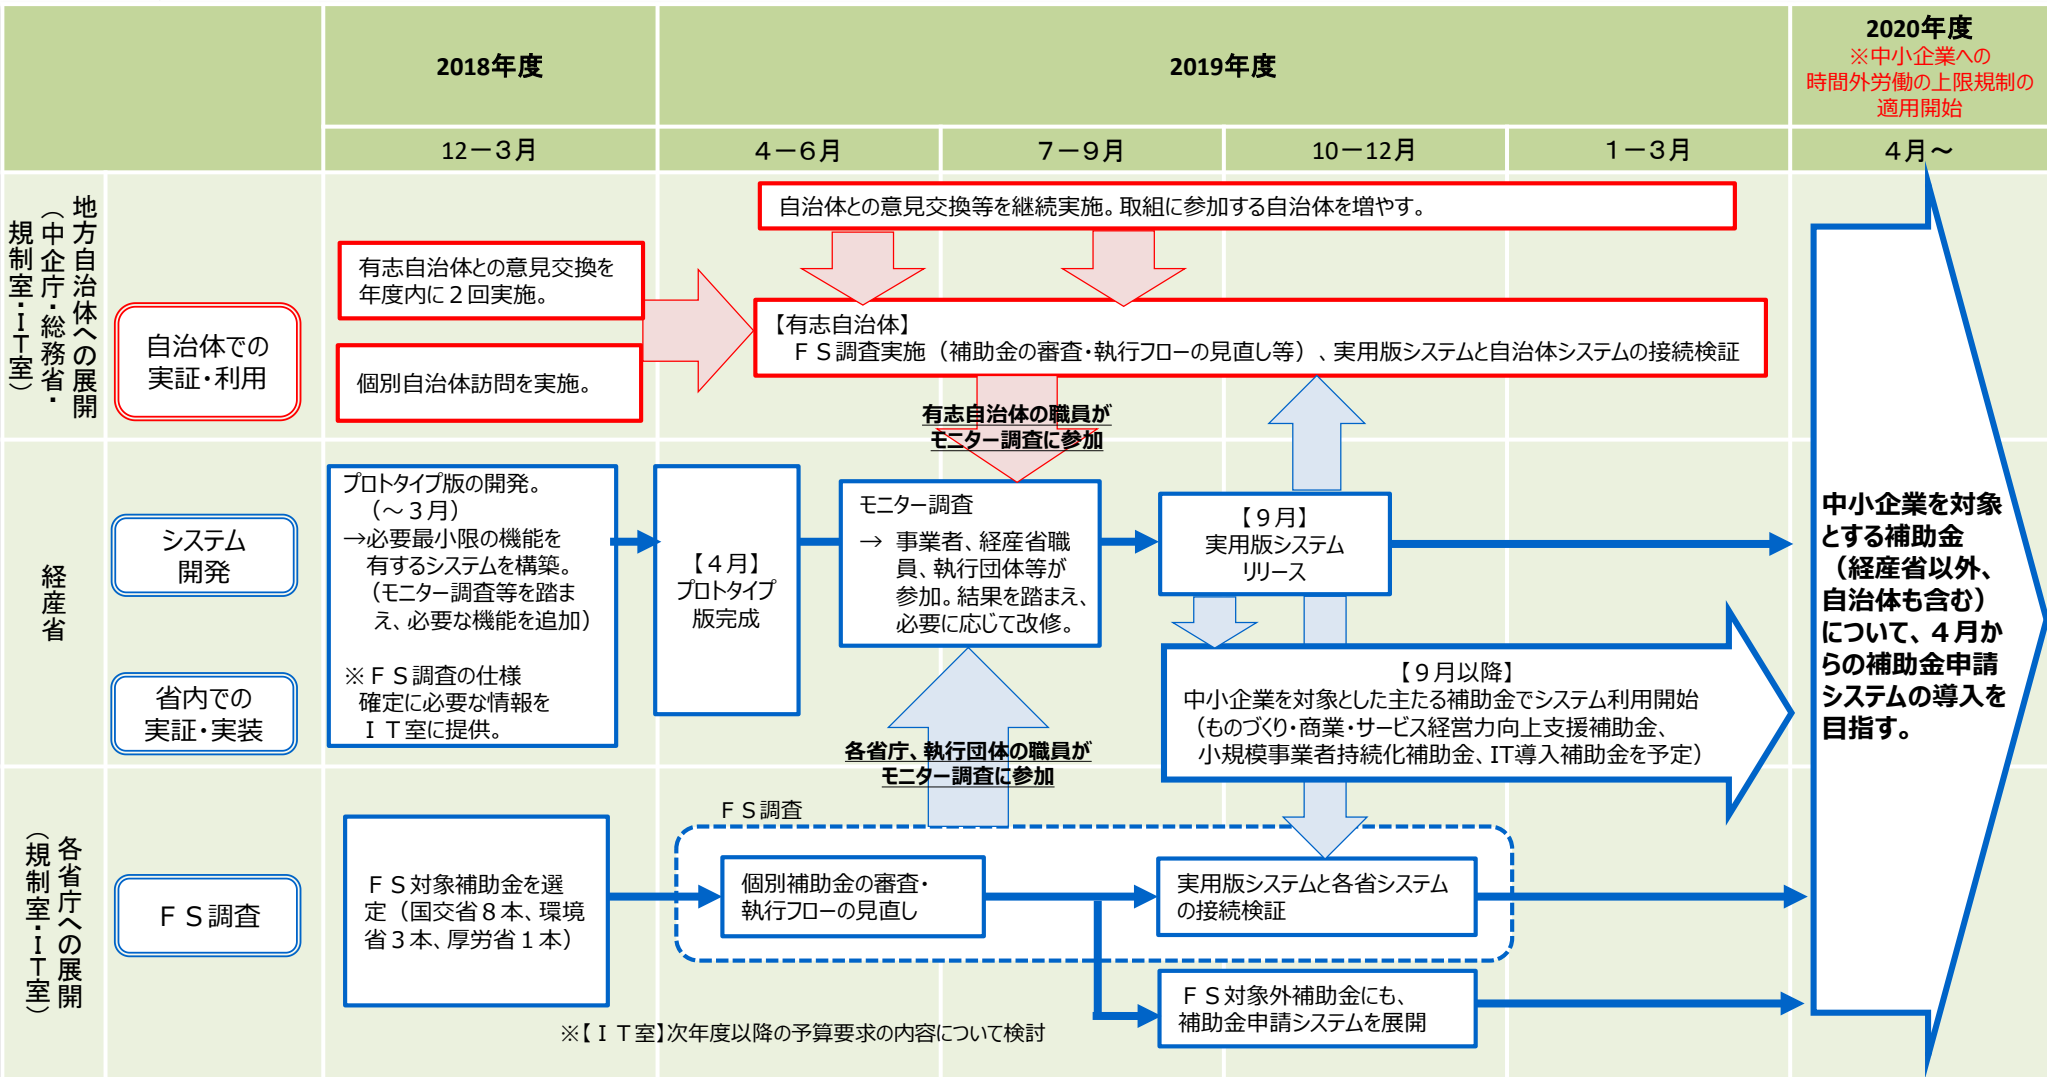 2018年度
2019年度
2020年度
※中小企業への
時間外労働の上限規制の
適用開始
12－3月
4－6月
7－9月
10－12月
1－3月
4月～
地方自治体への展開
（中企庁・総務省・
規制室・IT室）
自治体での
実証・利用
自治体との意見交換等を継続実施。取組に参加する自治体を増やす。
有志自治体との意見交換を
年度内に２回実施。
個別自治体訪問を実施。
【有志自治体】
ＦＳ調査実施（補助金の審査・執行フローの見直し等）、実用版システムと自治体システムの接続検証
有志自治体の職員が
モニター調査に参加
経産省
システム
開発
省内での
実証・実装
プロトタイプ版の開発。
（～３月）
→必要最小限の機能を
有するシステムを構築。
（モニター調査等を踏ま
え、必要な機能を追加）
※ＦＳ調査の仕様
確定に必要な情報を
ＩＴ室に提供。
【４月】
プロトタイプ
版完成
モニター調査
→ 事業者、経産省職
員、執行団体等が
参加。結果を踏まえ、
必要に応じて改修。
【９月】
実用版システム
リリース
【９月以降】
中小企業を対象とした主たる補助金でシステム利用開始
（ものづくり・商業・サービス経営力向上支援補助金、
小規模事業者持続化補助金、IT導入補助金を予定）
各省庁、執行団体の職員が
モニター調査に参加
中小企業を対象
とする補助金
（経産省以外、
自治体も含む）
について、４月か
らの補助金申請
システムの導入を
目指す。
各省庁への展開
（規制室・IT室）
ＦＳ調査
ＦＳ対象補助金を選
定（国交省８本、環境
省３本、厚労省１本）
ＦＳ調査
個別補助金の審査・
執行フローの見直し
実用版システムと各省システム
の接続検証
ＦＳ対象外補助金にも、
補助金申請システムを展開
※【ＩＴ室】次年度以降の予算要求の内容について検討